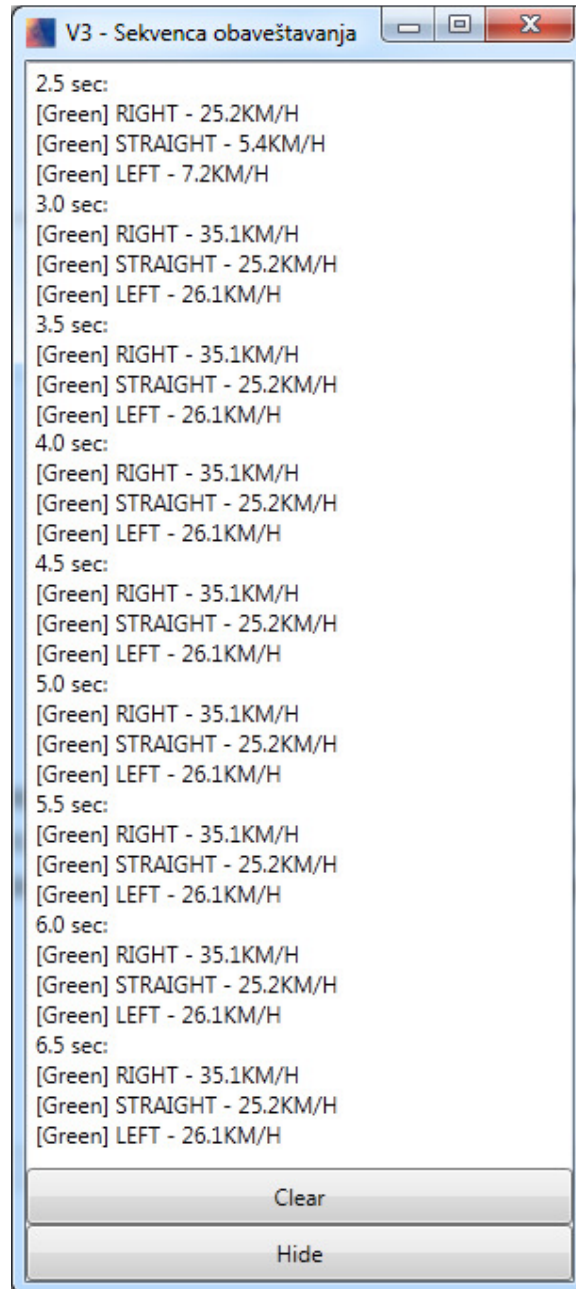 V3 - Sekvenca obaveštavanja
2.5 sec:
[Green] RIGHT - 25.2KM/H
[Green] STRAIGHT - 5.4KM/H
[Green] LEFT - 7.2KM/H
3.0 sec:
[Green] RIGHT - 35.1KM/H
[Green] STRAIGHT - 25.2KM/H
[Green] LEFT - 26.1KM/H
3.5 sec:
[Green] RIGHT - 35.1KM/H
[Green] STRAIGHT - 25.2KM/H
[Green] LEFT - 26.1KM/H
4.0 sec:
[Green] RIGHT - 35.1KM/H
[Green] STRAIGHT - 25.2KM/H
[Green] LEFT - 26.1KM/H
4.5 sec:
[Green] RIGHT - 35.1KM/H
[Green] STRAIGHT - 25.2KM/H
[Green] LEFT - 26.1KM/H
5.0 sec:
[Green] RIGHT - 35.1KM/H
[Green] STRAIGHT - 25.2KM/H
[Green] LEFT - 26.1KM/H
5.5 sec:
[Green] RIGHT - 35.1KM/H
[Green] STRAIGHT - 25.2KM/H
[Green] LEFT - 26.1KM/H
6.0 sec:
[Green] RIGHT - 35.1KM/H
[Green] STRAIGHT - 25.2KM/H
[Green] LEFT - 26.1KM/H
6.5 sec:
[Green] RIGHT - 35.1KM/H
[Green] STRAIGHT - 25.2KM/H
[Green] LEFT - 26.1KM/H
Clear
Hide